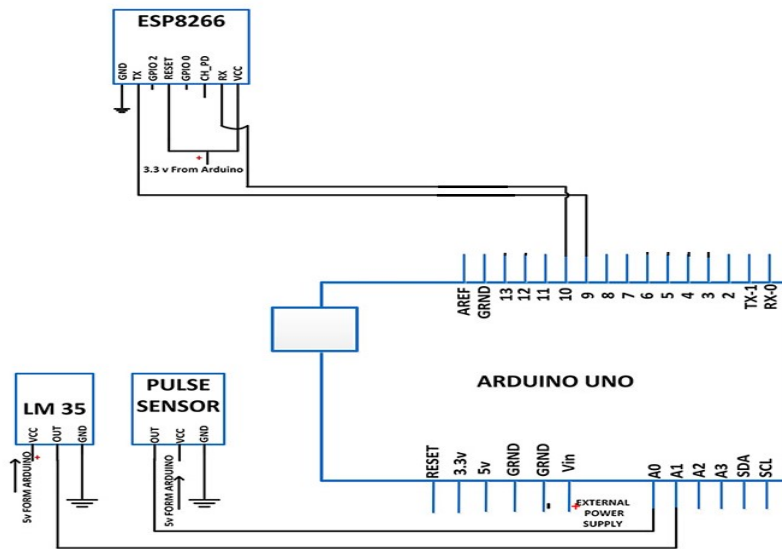 ESP8266
GND
TX
GPIO 2
RESET
GPIO 0
CH_PD
RX
VCC
+
3.3 v From Arduino
AREF
GRND
13
12
11
10
9
8
7
6
5
4
3
2
TX-1
RX-0
ARDUINO UNO
LM 35
VCC
OUT
GND
+
5v FORM ARDUINO
PULSE
SENSOR
OUT
VCC
GND
5v FORM ARDUINO
RESET
3.3v
5v
GRND
GRND
Vin
A0
A1
A2
A3
SDA
SCL
- +
EXTERNAL
POWER
SUPPLY